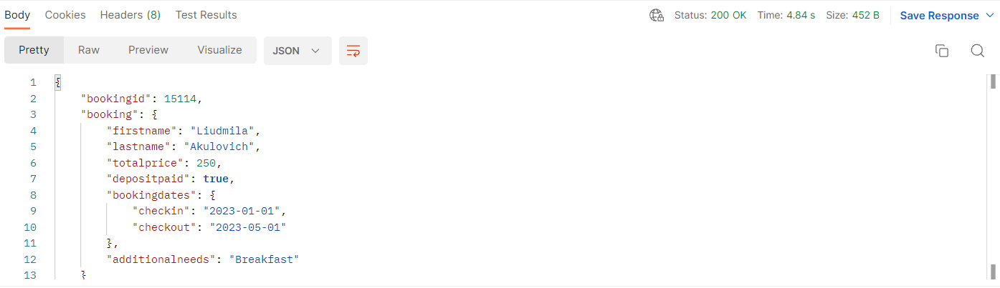 Body Cookies Headers (8) Test Results Status: 200 OK Time: 4.84 s Size: 452 B Save Response
Pretty Raw Preview Visualize JSON
1 {
2 "bookingid": 15114,
3 "booking": {
4 "firstname": "Liudmila",
5 "lastname": "Akulovich",
6 "totalprice": 250,
7 "depositpaid": true,
8 "bookingdates": {
9 "checkin": "2023-01-01",
10 "checkout": "2023-05-01"
11 },
12 "additionalneeds": "Breakfast"
13 }